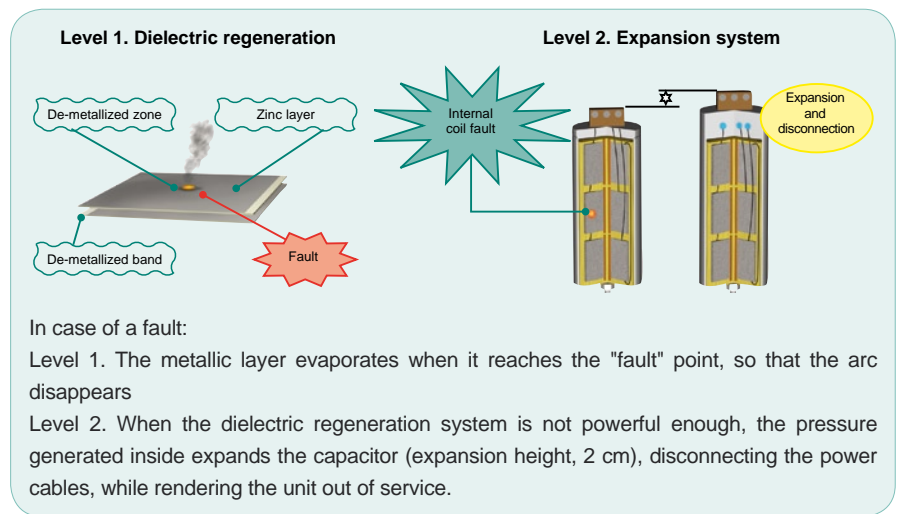 Level 1. Dielectric regeneration
Level 2. Expansion system
De-metallized zone
Zinc layer
De-metallized band
Fault
Internal
coil fault
Expansion
and
disconnection
In case of a fault:
Level 1. The metallic layer evaporates when it reaches the "fault" point, so that the arc
disappears
Level 2. When the dielectric regeneration system is not powerful enough, the pressure
generated inside expands the capacitor (expansion height, 2 cm), disconnecting the power
cables, while rendering the unit out of service.